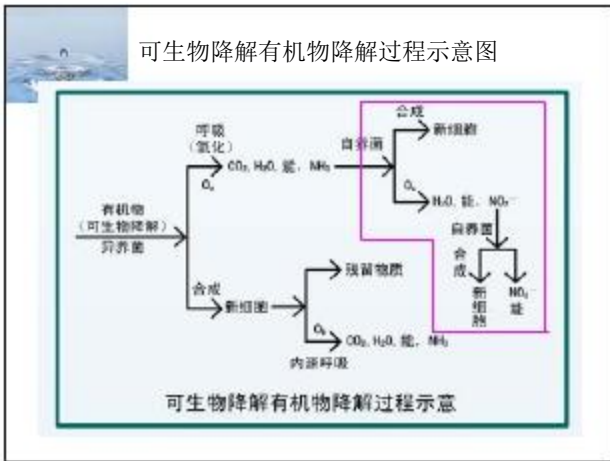 可生物降解有机物降解过程示意图
合成
新细胞
呼吸
(氧化)
自养菌
CO₂, H₂O, 能, NH₃
O₂
O₂
H₂O, 能, NO₂⁻
有机物
(可生物降解)
异养菌
自养菌
合成
新细胞
NO₃⁻
能
残留物质
合成
新细菌
O₂
CO₂, H₂O, 能, NH₃
内源呼吸
可生物降解有机物降解过程示意